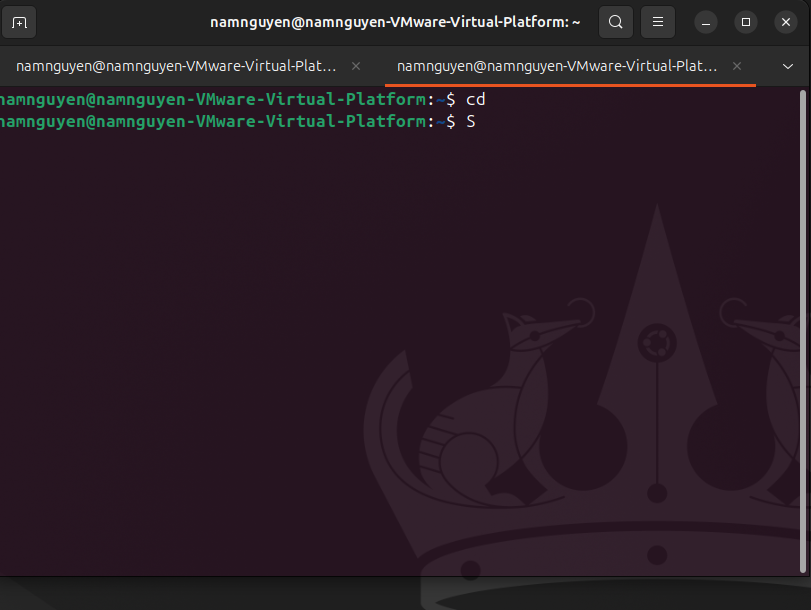 namnguyen@namnguyen-VMware-Virtual-Platform: ~
namnguyen@namnguyen-VMware-Virtual-Plat...
namnguyen@namnguyen-VMware-Virtual-Plat...
namnguyen@namnguyen-VMware-Virtual-Platform:~$ cd
namnguyen@namnguyen-VMware-Virtual-Platform:~$ S